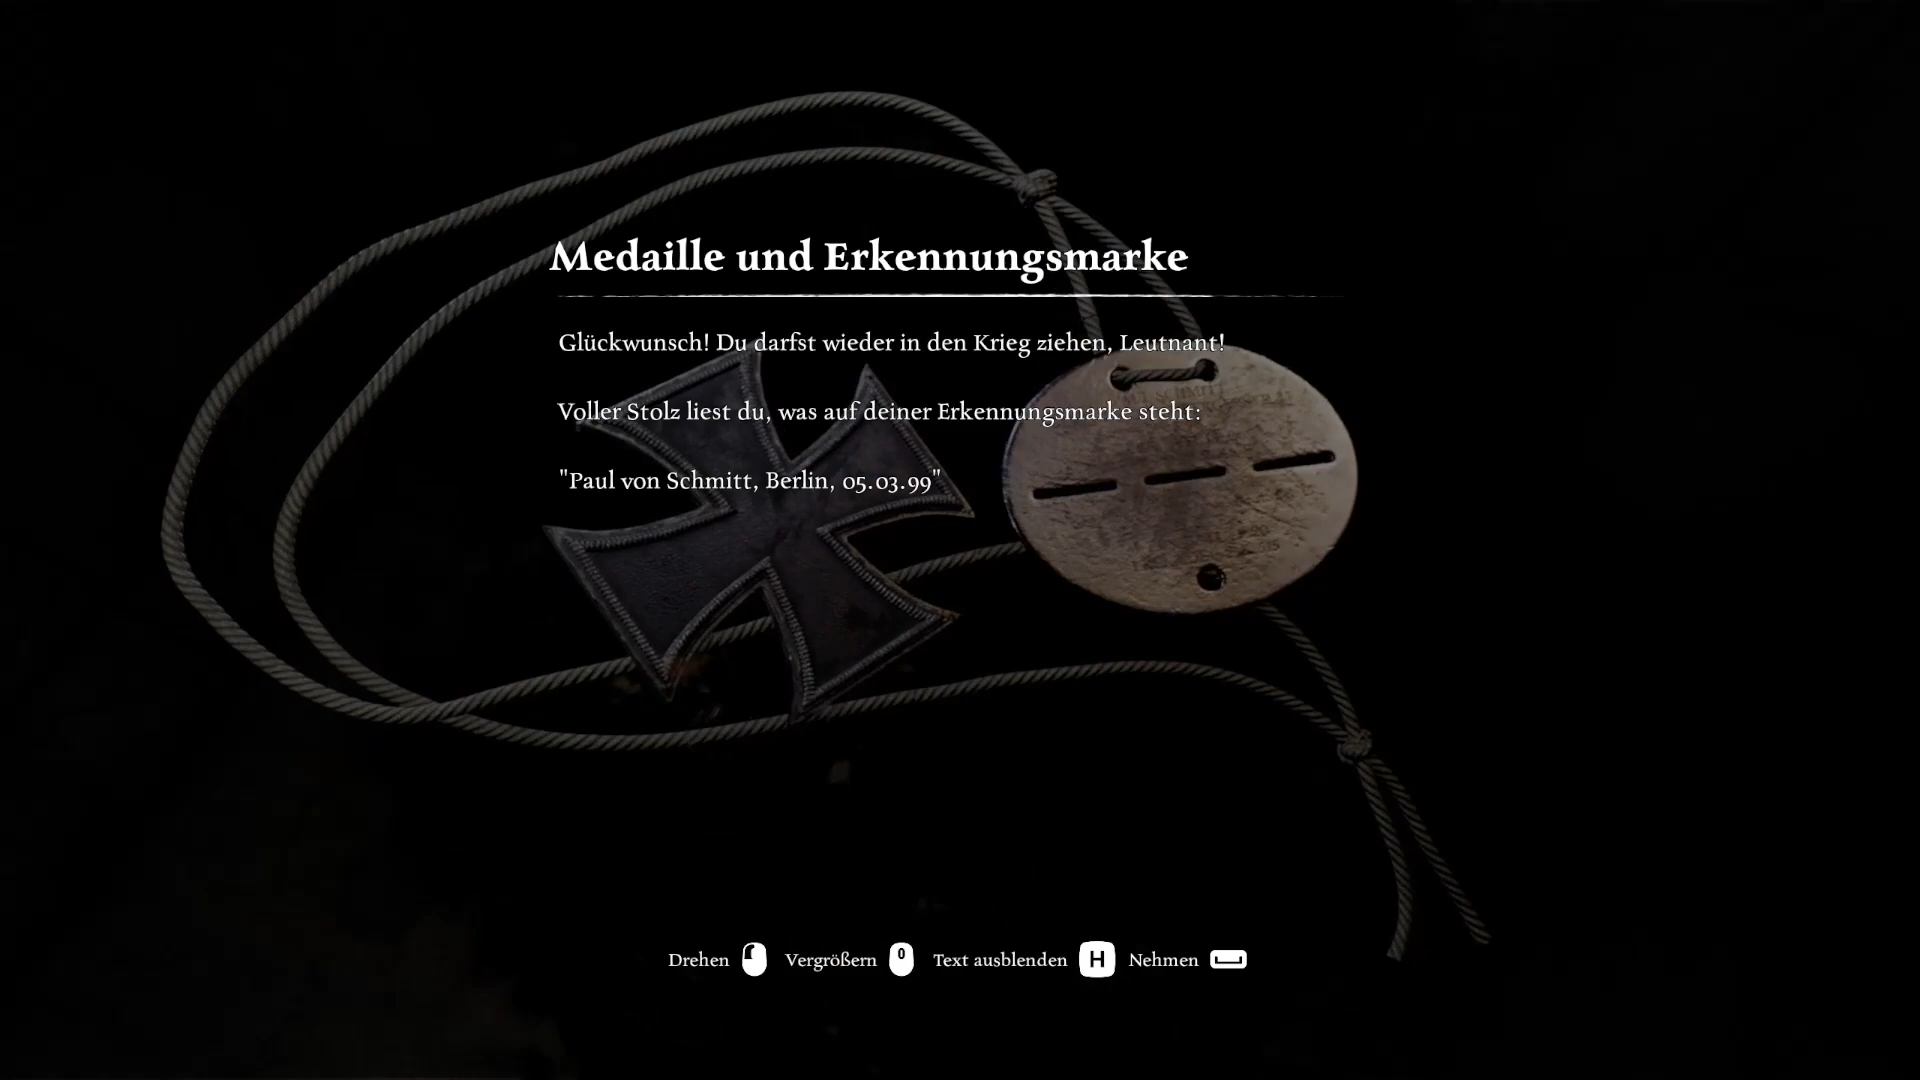 Medaille und Erkennungsmarke
Glückwunsch! Du darfst wieder in den Krieg ziehen, Leutnant!
Voller Stolz liest du, was auf deiner Erkennungsmarke steht:
"Paul von Schmitt, Berlin, 05.03.99"
Drehen Vergrößern 0 Text ausblenden H Nehmen